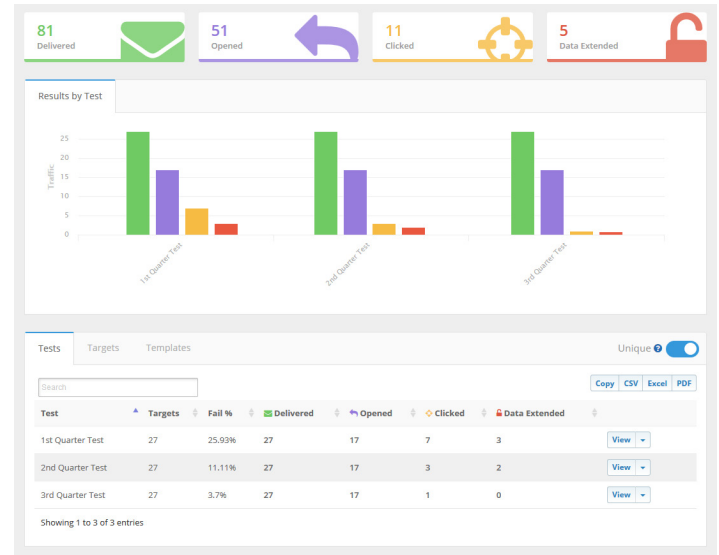 81
Delivered
51
Opened
11
Clicked
5
Data Extended
Results by Test
25
20
15
10
5
0
Traffic
1st Quarter Test
2nd Quarter Test
3rd Quarter Test
Tests Targets Templates Unique ?
Search Copy CSV Excel PDF
Test Targets Fail % Delivered Opened Clicked Data Extended
1st Quarter Test 27 25.93% 27 17 7 3 View
2nd Quarter Test 27 11.11% 27 17 3 2 View
3rd Quarter Test 27 3.7% 27 17 1 0 View
Showing 1 to 3 of 3 entries